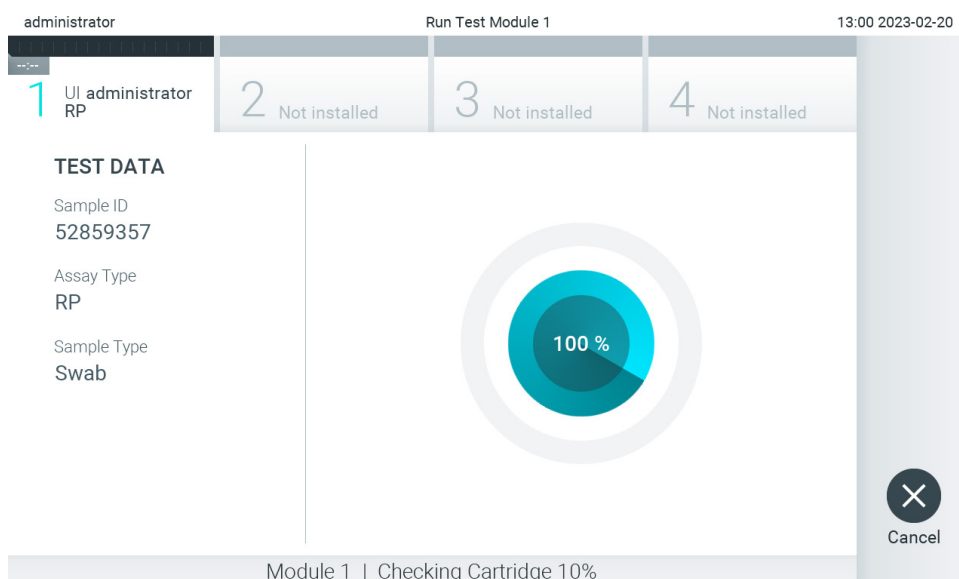 administrator
Run Test Module 1
13:00 2023-02-20
--:--
1
UI administrator
RP
2 Not installed
3 Not installed
4 Not installed
TEST DATA
Sample ID
52859357
Assay Type
RP
Sample Type
Swab
100 %
Cancel
Module 1 | Checking Cartridge 10%